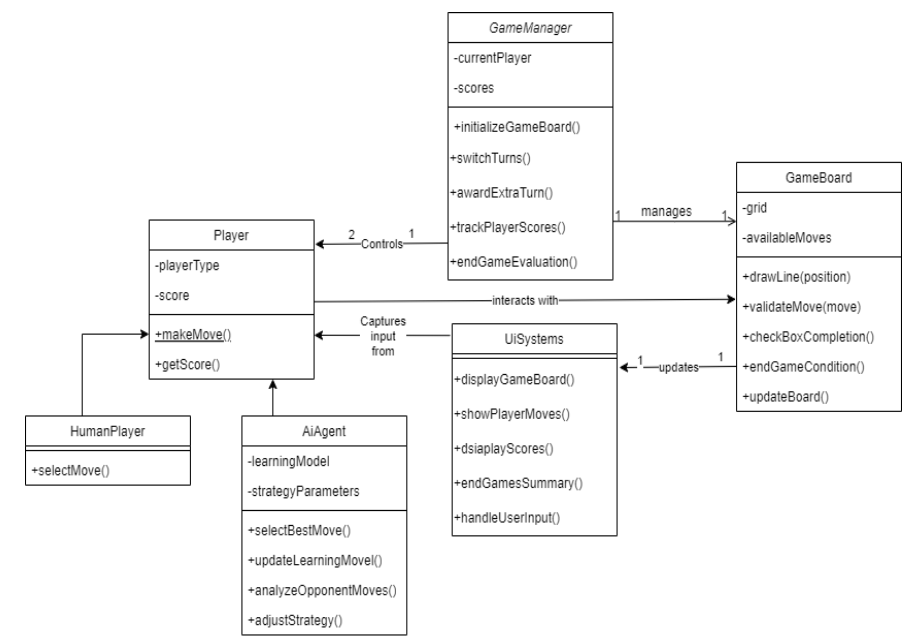 GameManager
-currentPlayer
-scores
+initializeGameBoard()
+switchTurns()
+awardExtraTurn()
+trackPlayerScores()
+endGameEvaluation()
1
manages
1
GameBoard
-grid
-availableMoves
+drawLine(position)
+validateMove(move)
+checkBoxCompletion()
+endGameCondition()
+updateBoard()
2
Controls
1
Player
-playerType
-score
+makeMove()
+getScore()
interacts with
Captures
input
from
UiSystems
+displayGameBoard()
+showPlayerMoves()
+dsiaplayScores()
+endGamesSummary()
+handleUserInput()
1
updates
1
HumanPlayer
+selectMove()
AiAgent
-learningModel
-strategyParameters
+selectBestMove()
+updateLearningMovel()
+analyzeOpponentMoves()
+adjustStrategy()